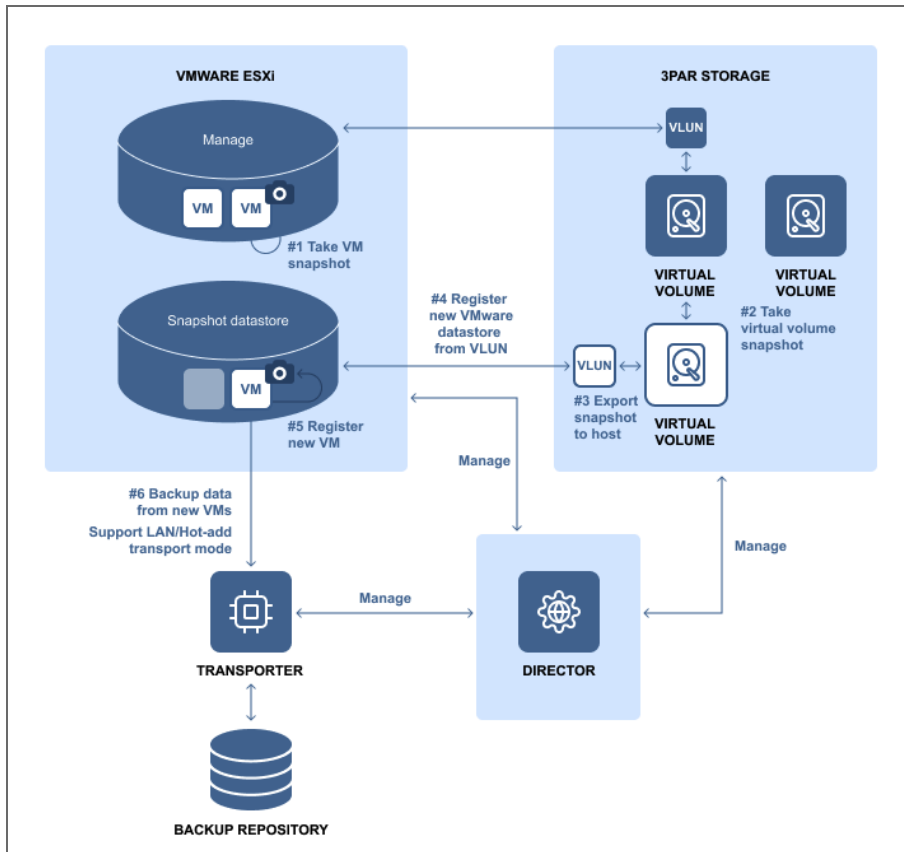 VMWARE ESXi
3PAR STORAGE
Manage
VLUN
VM
VM
#1 Take VM
snapshot
VIRTUAL
VOLUME
VIRTUAL
VOLUME
#2 Take
virtual volume
snapshot
Snapshot datastore
#4 Register
new VMware
datastore
from VLUN
VLUN
VM
#3 Export
snapshot
to host
#5 Register
new VM
VIRTUAL
VOLUME
Manage
#6 Backup data
from new VMs
Support LAN/Hot-add
transport mode
Manage
Manage
TRANSPORTER
DIRECTOR
BACKUP REPOSITORY